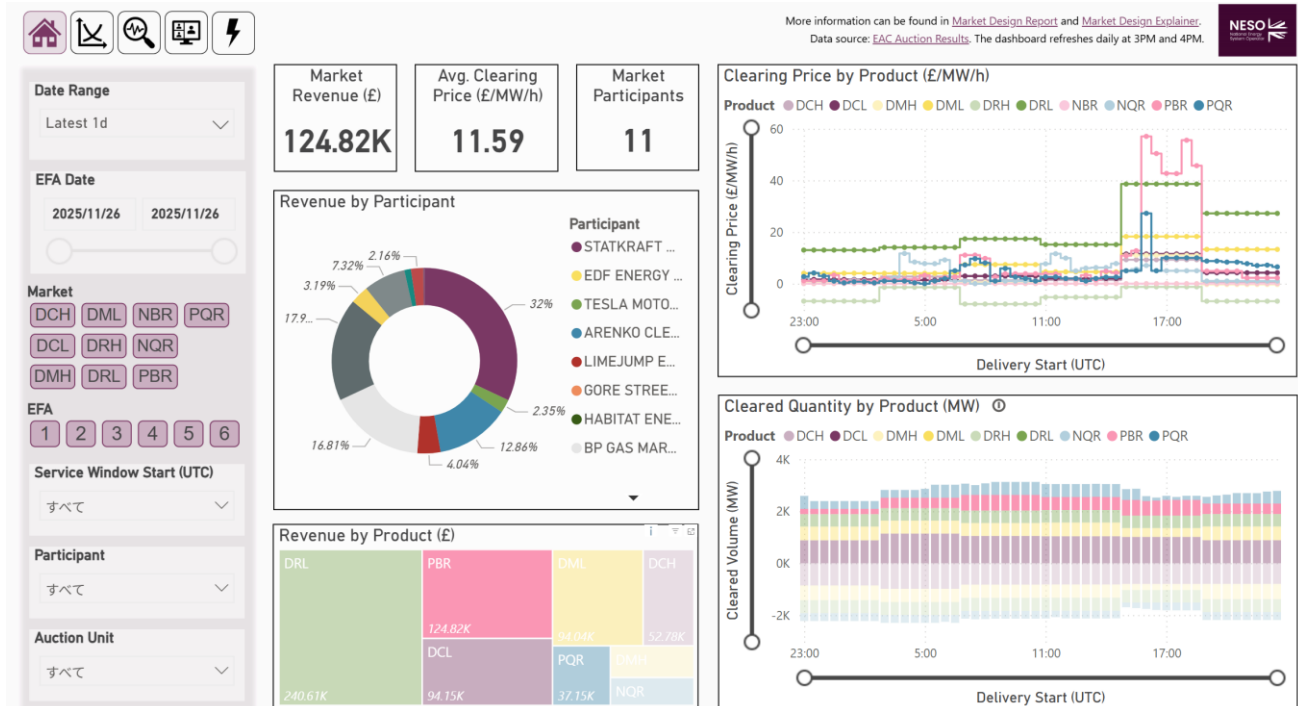 More information can be found in Market Design Report and Market Design Explainer.
Data source: EAC Auction Results. The dashboard refreshes daily at 3PM and 4PM.
NESO
National Energy
System Operator
Date Range
Latest 1d
EFA Date
2025/11/26 2025/11/26
Market
DCH DML NBR PQR
DCL DRH NQR
DMH DRL PBR
EFA
1 2 3 4 5 6
Service Window Start (UTC)
すべて
Participant
すべて
Auction Unit
すべて
Market
Revenue (£)
124.82K
Avg. Clearing
Price (£/MW/h)
11.59
Market
Participants
11
Revenue by Participant
2.16%
7.32%
3.19%
17.9...
16.81%
4.04%
12.86%
2.35%
32%
Participant
STATKRAFT ...
EDF ENERGY ...
TESLA MOTO...
ARENKO CLE...
LIMEJUMP E...
GORE STREE...
HABITAT ENE...
BP GAS MAR...
Revenue by Product (£)
DRL
240.61K
PBR
124.82K
DCL
94.15K
DML
94.04K
DCH
52.78K
PQR
37.15K
DMH
NQR
Clearing Price by Product (£/MW/h)
Product DCH DCL DMH DML DRH DRL NBR NQR PBR PQR
Clearing Price (£/MW/h)
60
40
20
0
23:00 5:00 11:00 17:00
Delivery Start (UTC)
Cleared Quantity by Product (MW)
Product DCH DCL DMH DML DRH DRL NQR PBR PQR
Cleared Volume (MW)
4K
2K
0K
-2K
23:00 5:00 11:00 17:00
Delivery Start (UTC)